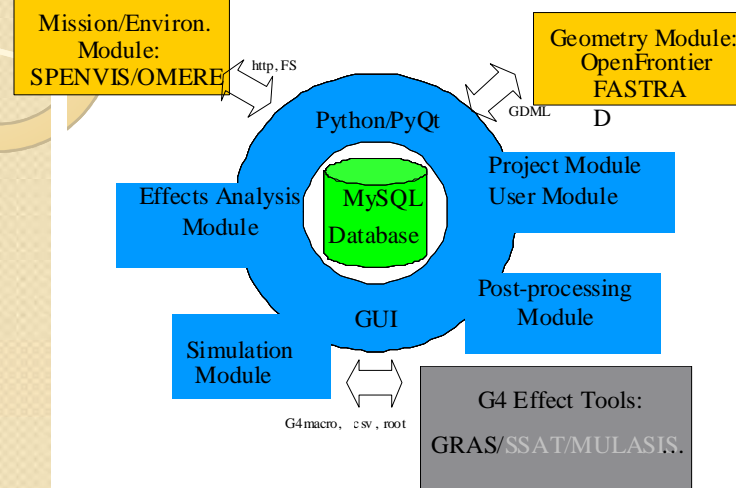 Mission/Environ.
Module:
SPENVIS/OMERE
http, FS
Geometry Module:
OpenFrontier
FASTRA
D
GDML
Python/PyQt
Project Module
User Module
Effects Analysis
Module
MySQL
Database
Post-processing
Module
GUI
Simulation
Module
G4macro, csv, root
G4 Effect Tools:
GRAS/SSAT/MULASIS...